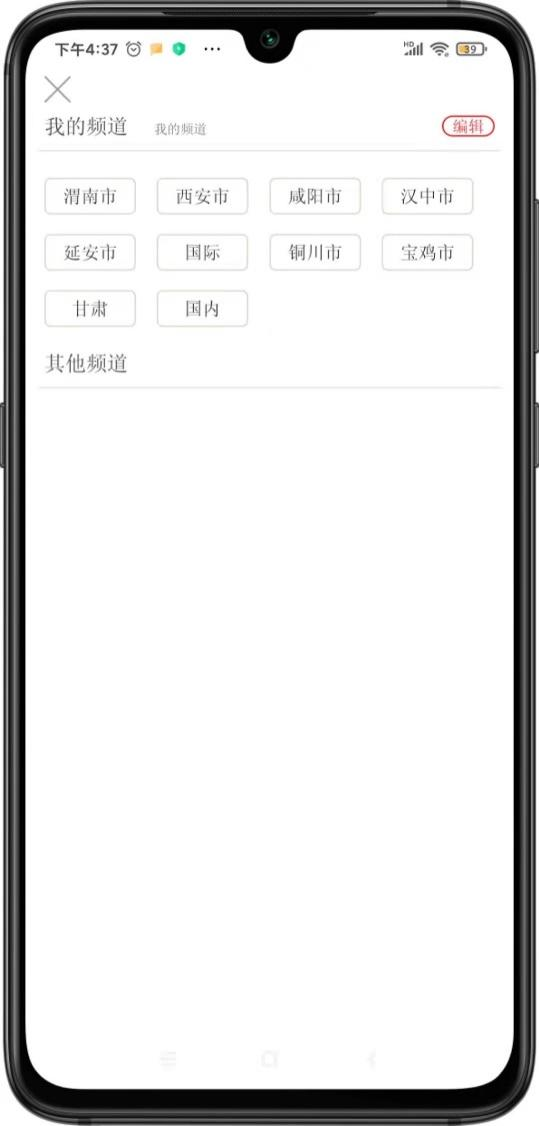 下午4:37 HD 39
我的频道 我的频道 编辑
渭南市 西安市 咸阳市 汉中市
延安市 国际 铜川市 宝鸡市
甘肃 国内
其他频道